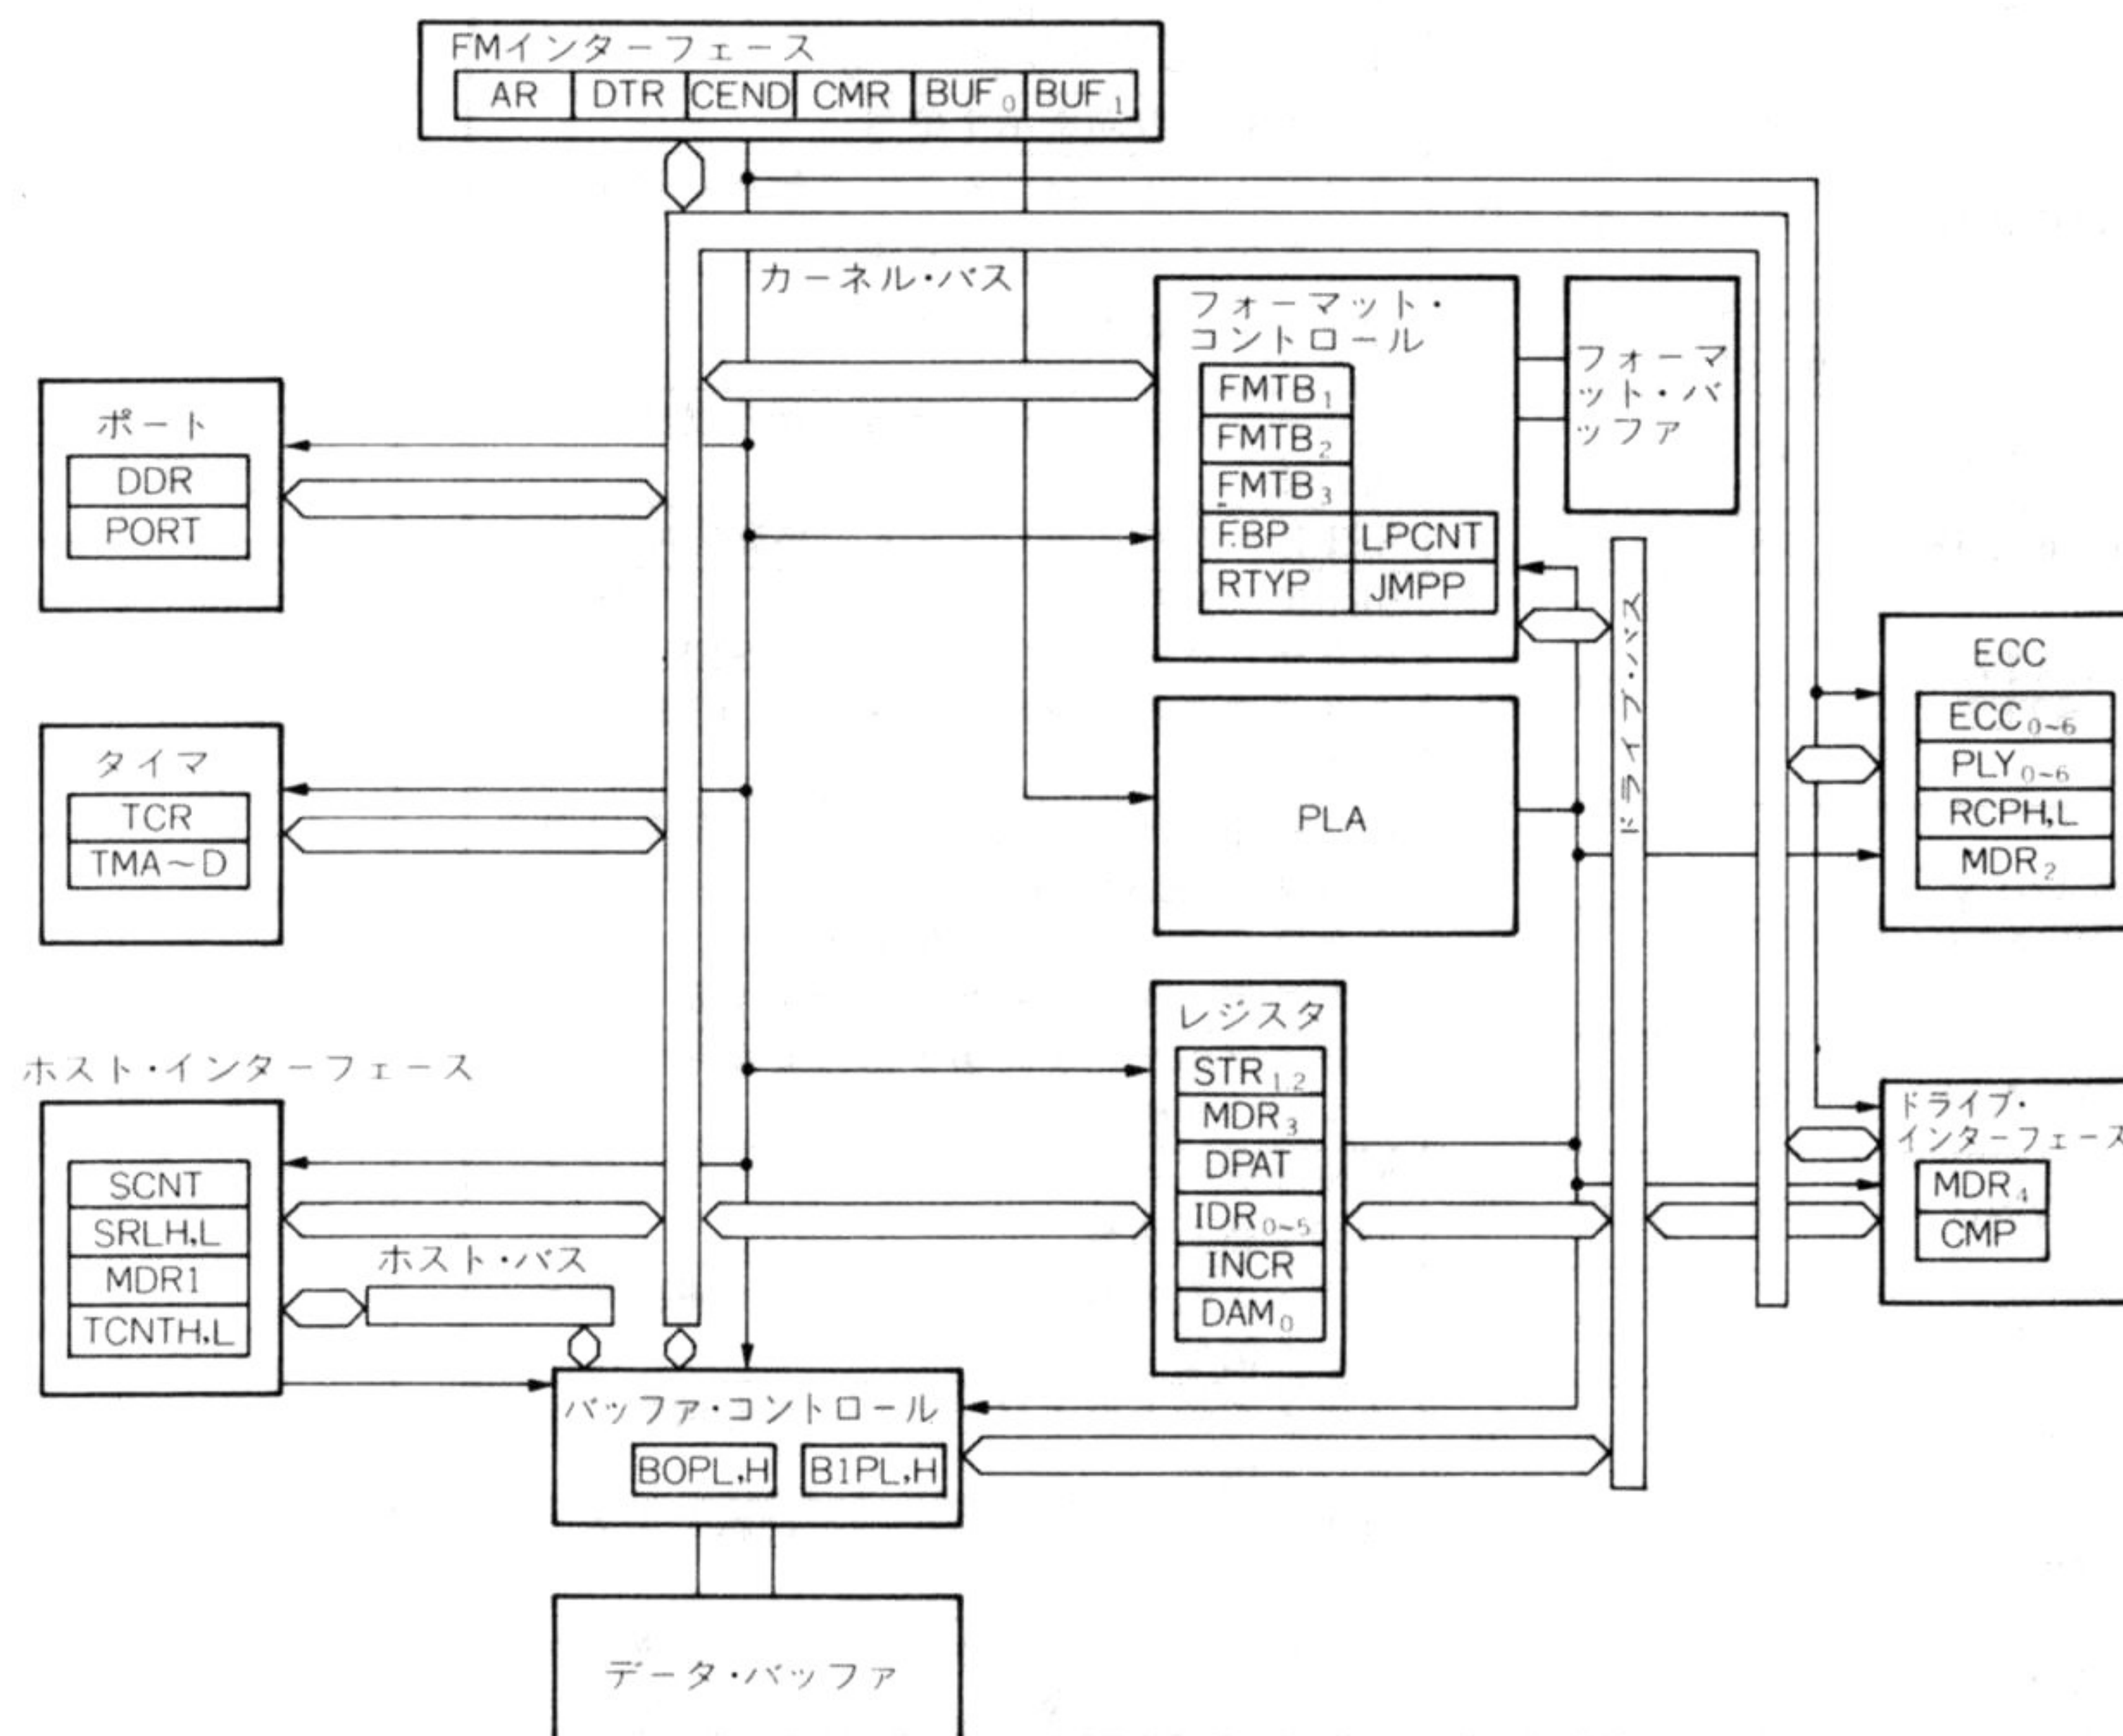 FMインターフェース
AR DTR CEND CMR BUF₀ BUF₁
カーネル・バス
フォーマット・
コントロール
FMTB₁
FMTB₂
FMTB₃
F.BP LPCNT
RTYP JMPP
フォーマ
ット・バ
ッファ
ポート
DDR
PORT
ドライブ・バス
ECC
ECC₀~₆
PLY₀~₆
RCPH,L
MDR₂
タイマ
TCR
TMA~D
PLA
ホスト・インターフェース
SCNT
SRLH,L
MDR1
TCNTH,L
ホスト・バス
レジスタ
STR₁,₂
MDR₃
DPAT
IDR₀~₅
INCR
DAM₀
ドライブ・
インターフェース
MDR₄
CMP
バッファ・コントロール
BOPL,H B1PL,H
データ・バッファ